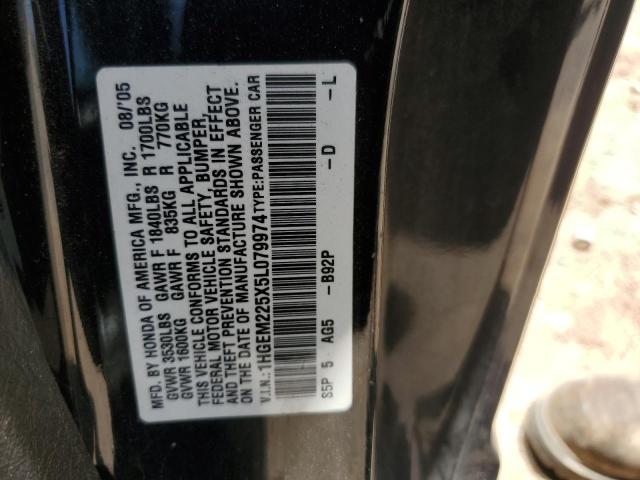 MFD. BY HONDA OF AMERICA MFG., INC. 08/'05
GVWR 3530LBS GAWR F 1840LBS R 1700LBS
GVWR 1600KG GAWR F 835KG R 770KG
THIS VEHICLE CONFORMS TO ALL APPLICABLE
FEDERAL MOTOR VEHICLE SAFETY, BUMPER,
AND THEFT PREVENTION STANDARDS IN EFFECT
ON THE DATE OF MANUFACTURE SHOWN ABOVE.
V.I.N.: 1HGEM225X5L079974 TYPE: PASSENGER CAR
S5P 5 AG5 -B92P -D -L